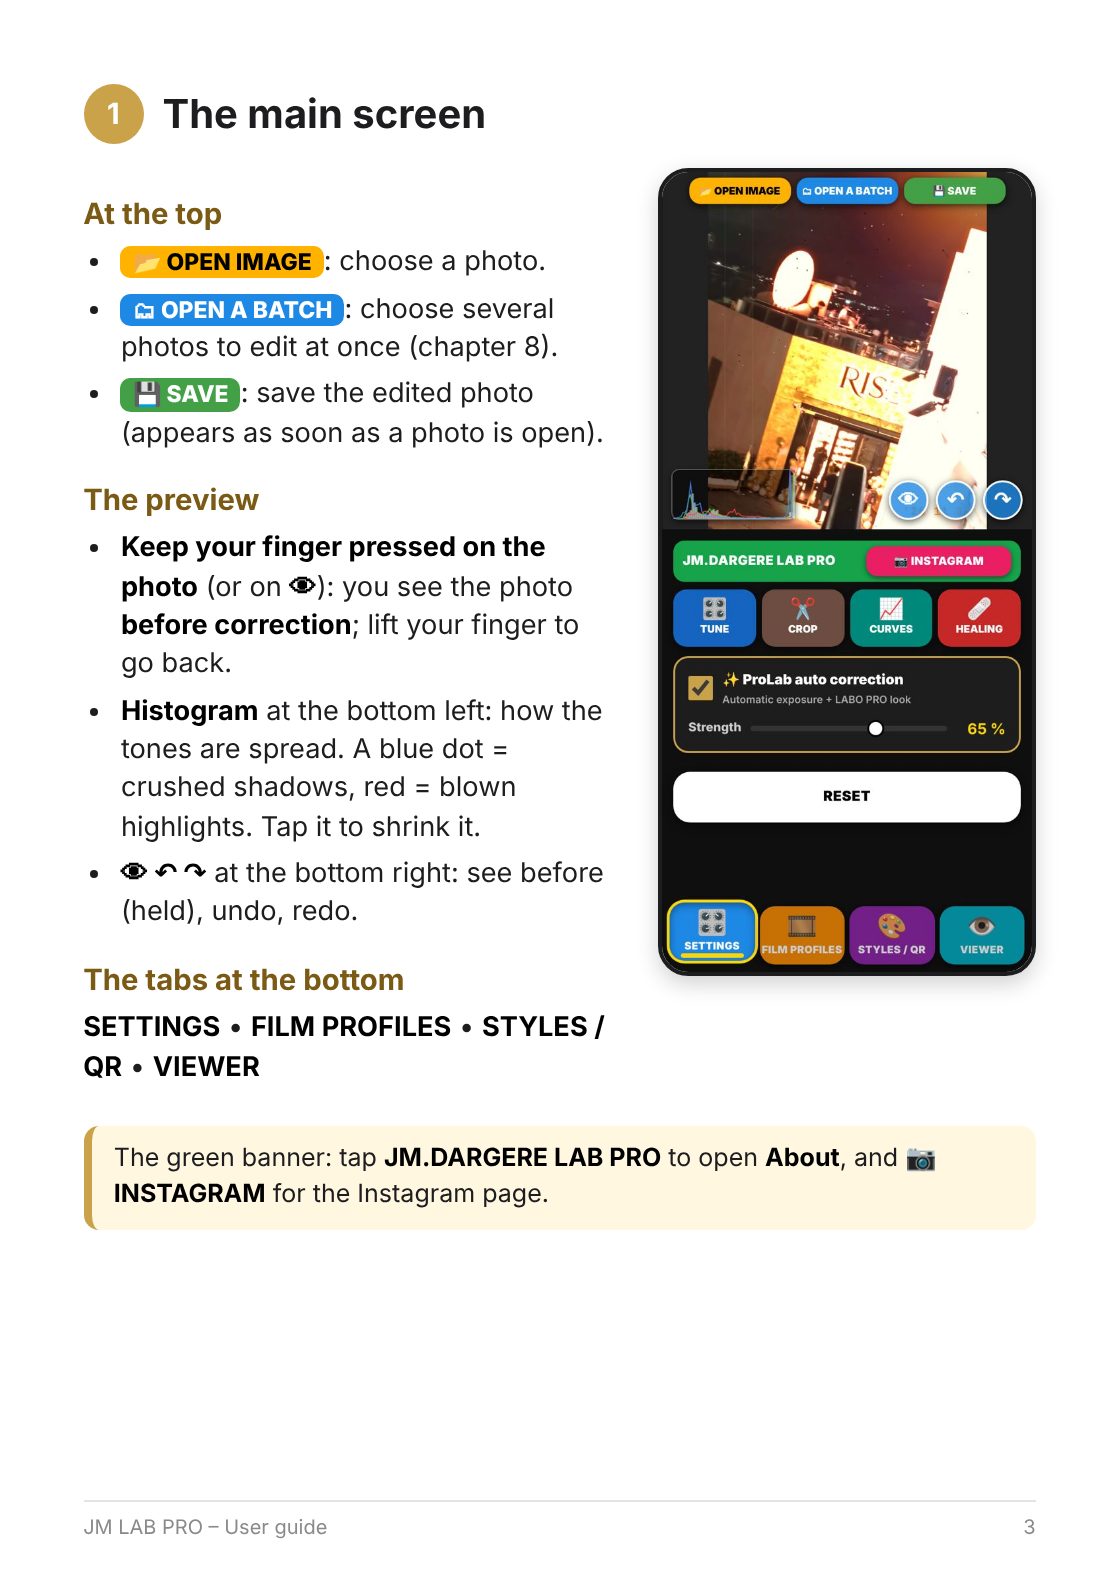 1 The main screen
At the top
• 📂 OPEN IMAGE : choose a photo.
• 🗂 OPEN A BATCH : choose several
photos to edit at once (chapter 8).
• 💾 SAVE : save the edited photo
(appears as soon as a photo is open).
The preview
• Keep your finger pressed on the
photo (or on 👁): you see the photo
before correction; lift your finger to
go back.
• Histogram at the bottom left: how the
tones are spread. A blue dot =
crushed shadows, red = blown
highlights. Tap it to shrink it.
• 👁 ↶ ↷ at the bottom right: see before
(held), undo, redo.
The tabs at the bottom
SETTINGS • FILM PROFILES • STYLES /
QR • VIEWER
📂 OPEN IMAGE 🗂 OPEN A BATCH 💾 SAVE
RISE
JM.DARGERE LAB PRO 📷 INSTAGRAM
TUNE CROP CURVES HEALING
✨ ProLab auto correction
Automatic exposure + LABO PRO look
Strength 65 %
RESET
SETTINGS FILM PROFILES STYLES / QR VIEWER
The green banner: tap JM.DARGERE LAB PRO to open About, and 📷
INSTAGRAM for the Instagram page.
JM LAB PRO – User guide 3